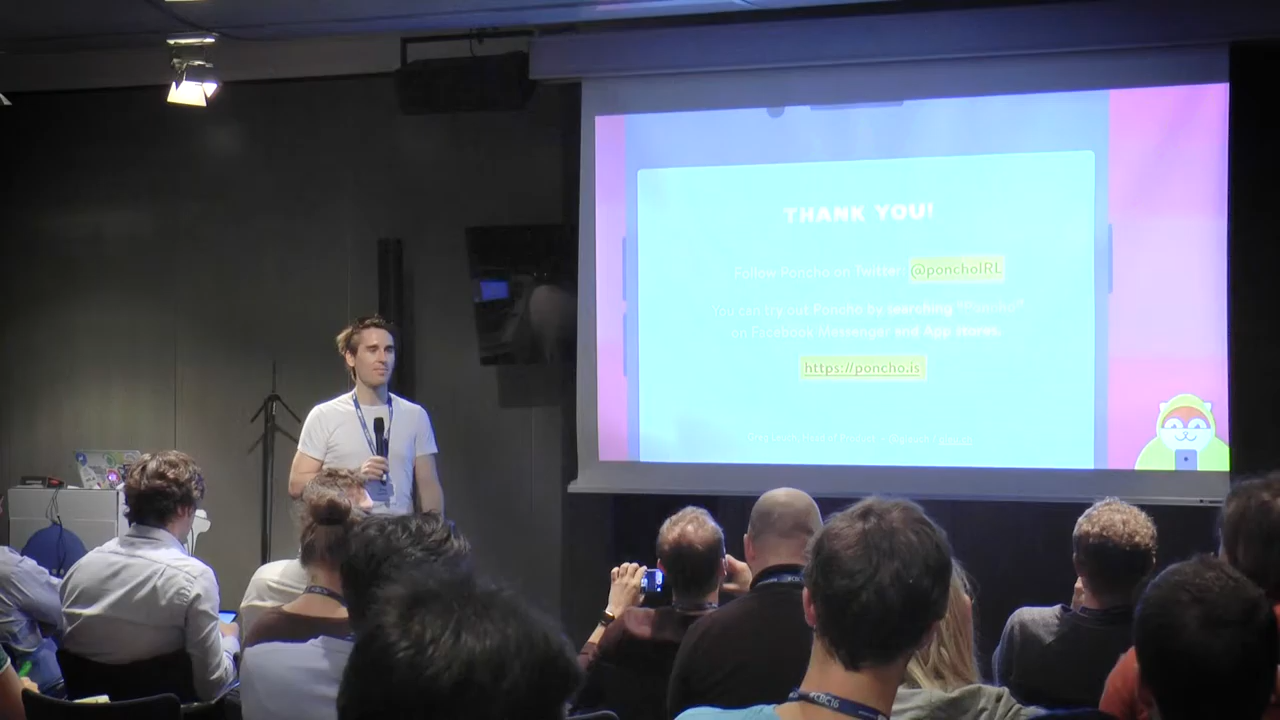 THANK YOU!
Follow Poncho on Twitter: @ponchoIRL
You can try out Poncho by searching "Poncho"
on Facebook Messenger and App Stores.
https://poncho.is
#CBC16